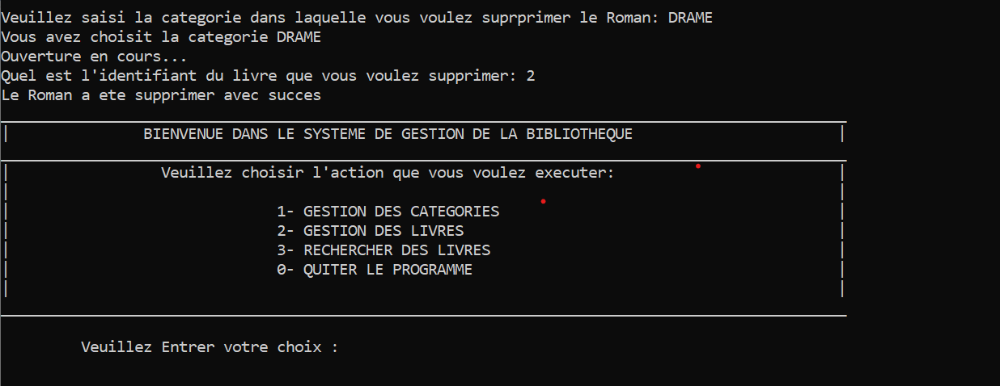 Veuillez saisi la categorie dans laquelle vous voulez suprprimer le Roman: DRAME
Vous avez choisit la categorie DRAME
Ouverture en cours...
Quel est l'identifiant du livre que vous voulez supprimer: 2
Le Roman a ete supprimer avec succes
BIENVENUE DANS LE SYSTEME DE GESTION DE LA BIBLIOTHEQUE
Veuillez choisir l'action que vous voulez executer:
1- GESTION DES CATEGORIES
2- GESTION DES LIVRES
3- RECHERCHER DES LIVRES
0- QUITER LE PROGRAMME
Veuillez Entrer votre choix :